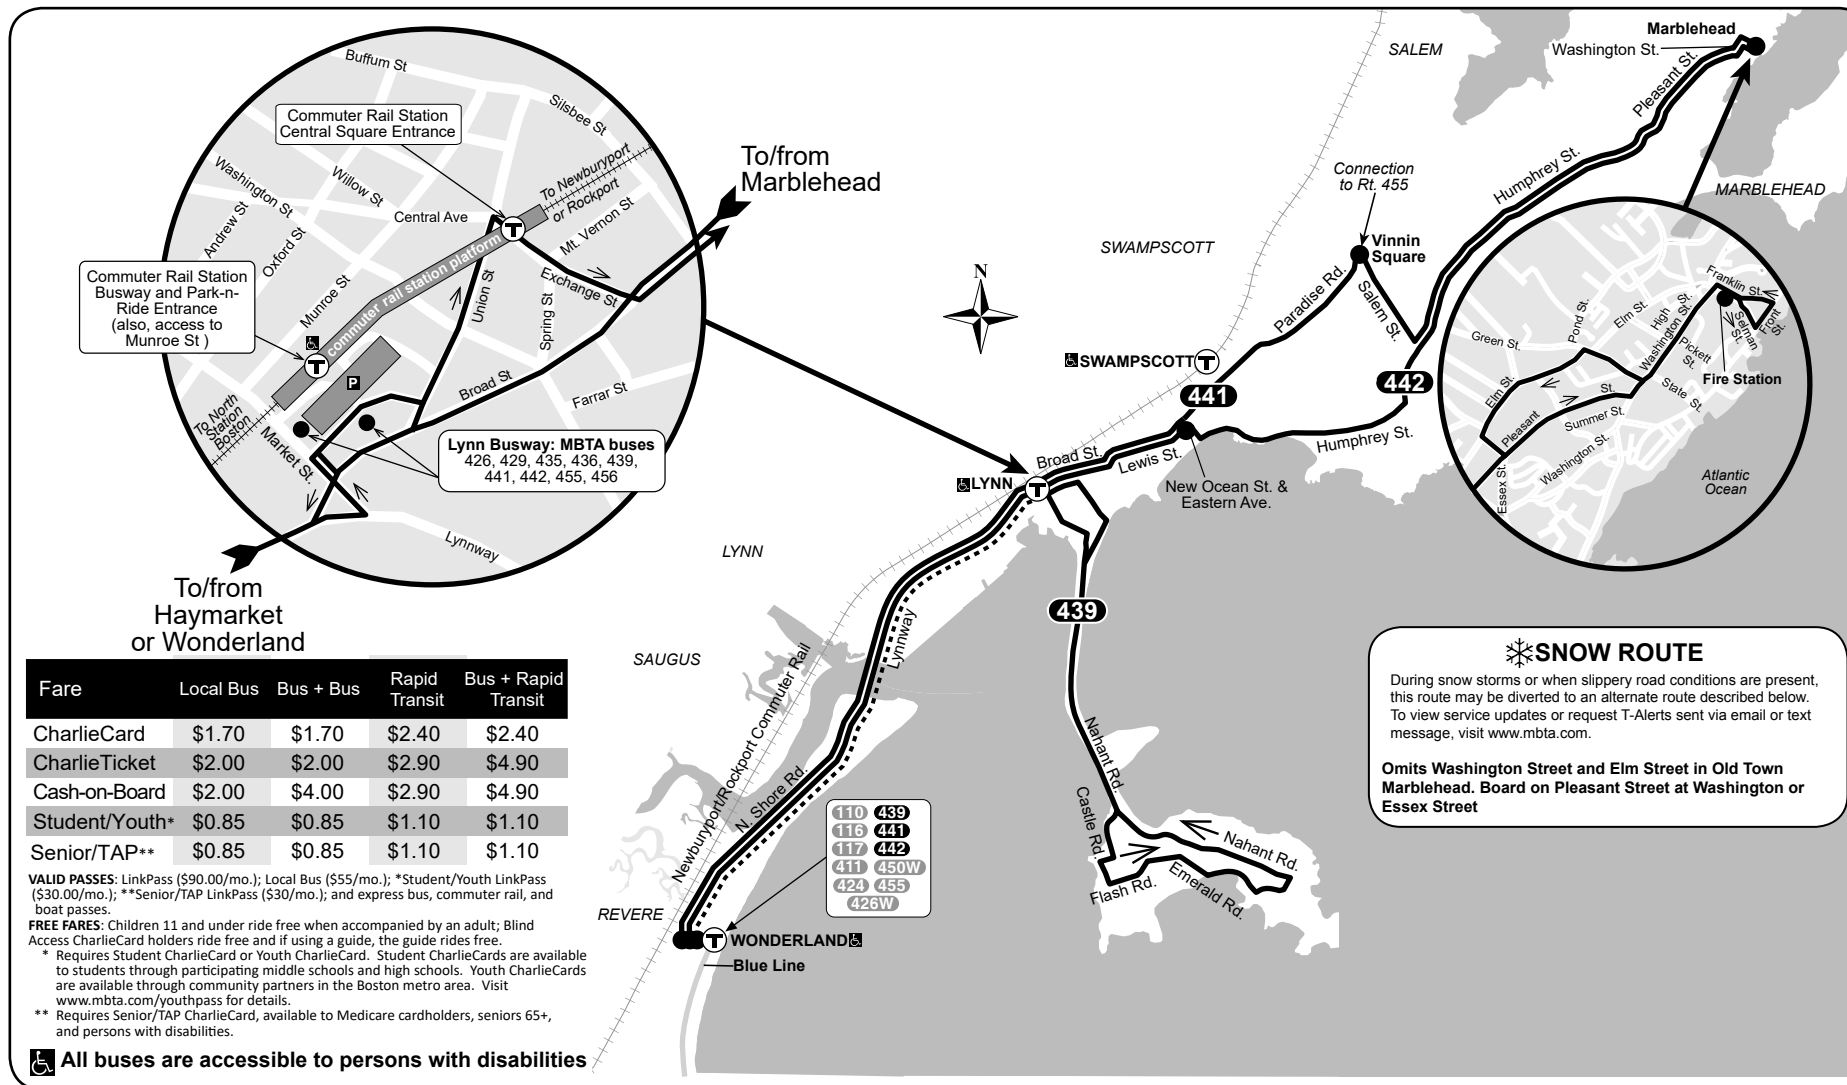 Buffum St
Silsbee St
Commuter Rail Station
Central Square Entrance
Washington St
Willow St
Central Ave
To Newburyport
or Rockport
Mt. Vernon St
Andrew St
Oxford St
Munroe St
commuter rail station platform
Exchange St
Union St
Spring St
Commuter Rail Station
Busway and Park-n-
Ride Entrance
(also, access to
Munroe St )
T
T
P
Broad St
Farrar St
To North
Station
Boston
Market St.
Lynn Busway: MBTA buses
426, 429, 435, 436, 439,
441, 442, 455, 456
Lynnway
To/from
Marblehead
To/from
Haymarket
or Wonderland
N
SALEM
Marblehead
Washington St.
Pleasant St.
Humphrey St.
MARBLEHEAD
Connection
to Rt. 455
Vinnin
Square
SWAMPSCOTT
Paradise Rd.
Salem St.
SWAMPSCOTT T
441
442
Humphrey St.
Broad St.
Lewis St.
New Ocean St. &
Eastern Ave.
LYNN T
LYNN
439
Lynnway
SAUGUS
Newburyport/Rockport Commuter Rail
N. Shore Rd.
Nahant Rd.
Castle Rd.
Nahant Rd.
Flash Rd.
Emerald Rd.
REVERE
T WONDERLAND
Blue Line
110 439
116 441
117 442
411 450W
424 455
426W
Franklin St.
Front St.
Selman St.
Pond St.
Elm St.
High St.
Washington St.
Pickett St.
Green St.
Fire Station
State St.
Elm St.
Pleasant St.
Summer St.
Washington St.
Essex St.
Atlantic
Ocean
SNOW ROUTE
During snow storms or when slippery road conditions are present,
this route may be diverted to an alternate route described below.
To view service updates or request T-Alerts sent via email or text
message, visit www.mbta.com.
Omits Washington Street and Elm Street in Old Town
Marblehead. Board on Pleasant Street at Washington or
Essex Street
Fare Local Bus Bus + Bus Rapid Transit Bus + Rapid Transit
CharlieCard $1.70 $1.70 $2.40 $2.40
CharlieTicket $2.00 $2.00 $2.90 $4.90
Cash-on-Board $2.00 $4.00 $2.90 $4.90
Student/Youth* $0.85 $0.85 $1.10 $1.10
Senior/TAP** $0.85 $0.85 $1.10 $1.10
VALID PASSES: LinkPass ($90.00/mo.); Local Bus ($55/mo.); *Student/Youth LinkPass
($30.00/mo.); **Senior/TAP LinkPass ($30/mo.); and express bus, commuter rail, and
boat passes.
FREE FARES: Children 11 and under ride free when accompanied by an adult; Blind
Access CharlieCard holders ride free and if using a guide, the guide rides free.
* Requires Student CharlieCard or Youth CharlieCard. Student CharlieCards are available
to students through participating middle schools and high schools. Youth CharlieCards
are available through community partners in the Boston metro area. Visit
www.mbta.com/youthpass for details.
** Requires Senior/TAP CharlieCard, available to Medicare cardholders, seniors 65+,
and persons with disabilities.
All buses are accessible to persons with disabilities